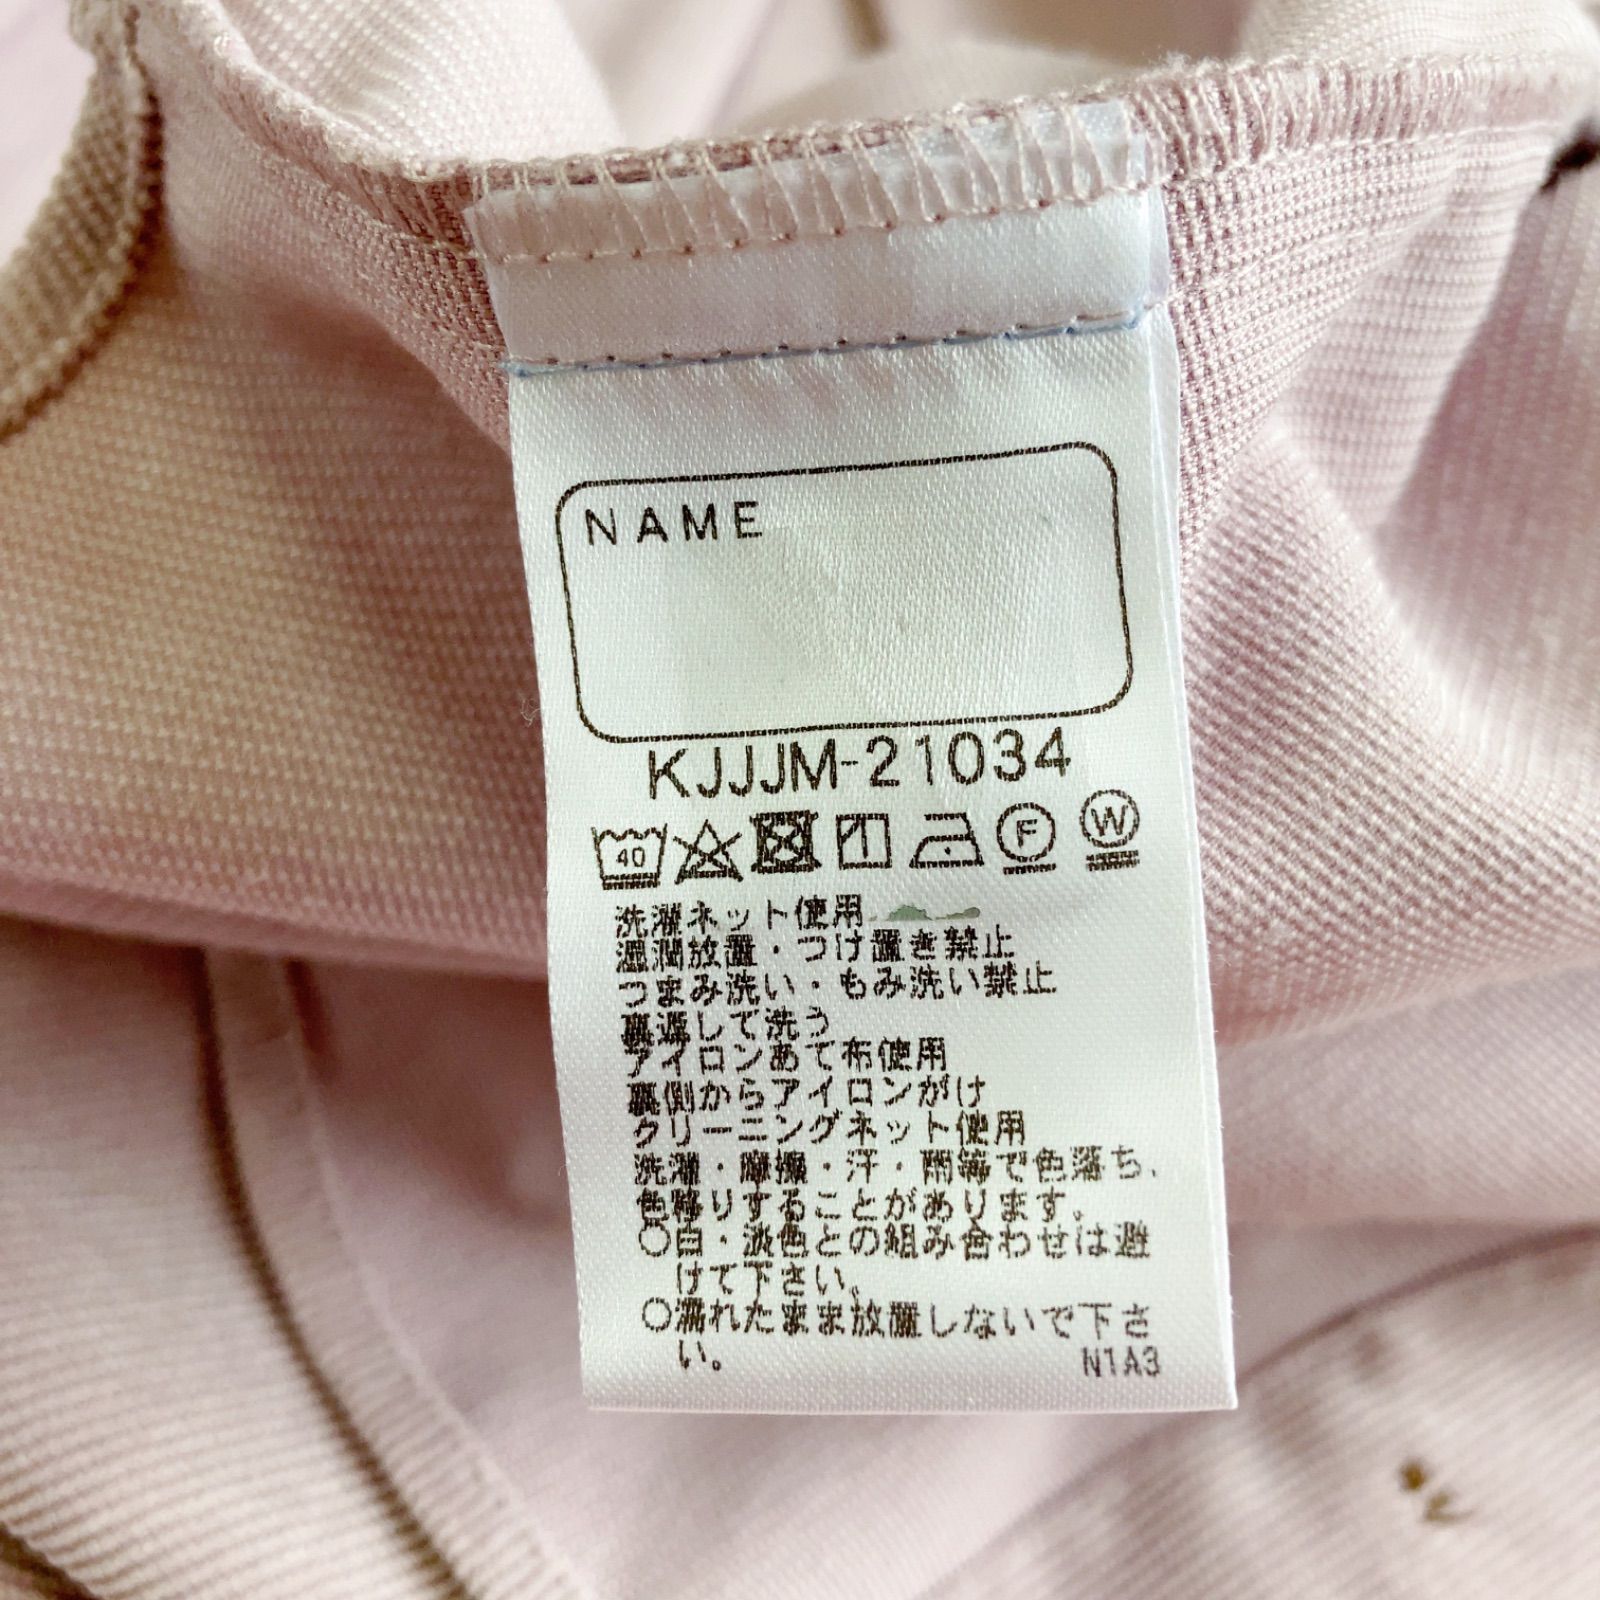 NAME
KJJJM-21034
40 1 F W
洗濯ネット使用
湿潤放置・つけ置き禁止
つまみ洗い・もみ洗い禁止
裏返して洗う
アイロンあて布使用
裏側からアイロンがけ
クリーニングネット使用
洗濯・摩擦・汗・雨等で色落ち、
色移りすることがあります。
○白・淡色との組み合わせは避
けて下さい。
○濡れたまま放置しないで下さ
い。
N1A3